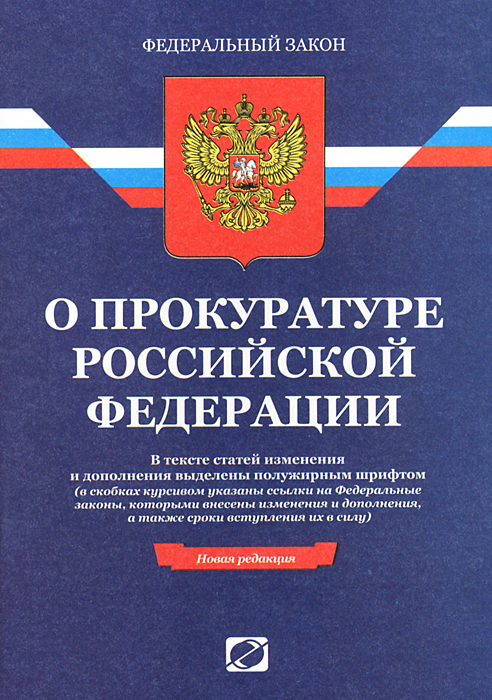 ФЕДЕРАЛЬНЫЙ ЗАКОН
О ПРОКУРАТУРЕ
РОССИЙСКОЙ
ФЕДЕРАЦИИ
В тексте статей изменения
и дополнения выделены полужирным шрифтом
(в скобках курсивом указаны ссылки на Федеральные
законы, которыми внесены изменения и дополнения,
а также сроки вступления их в силу)
Новая редакция